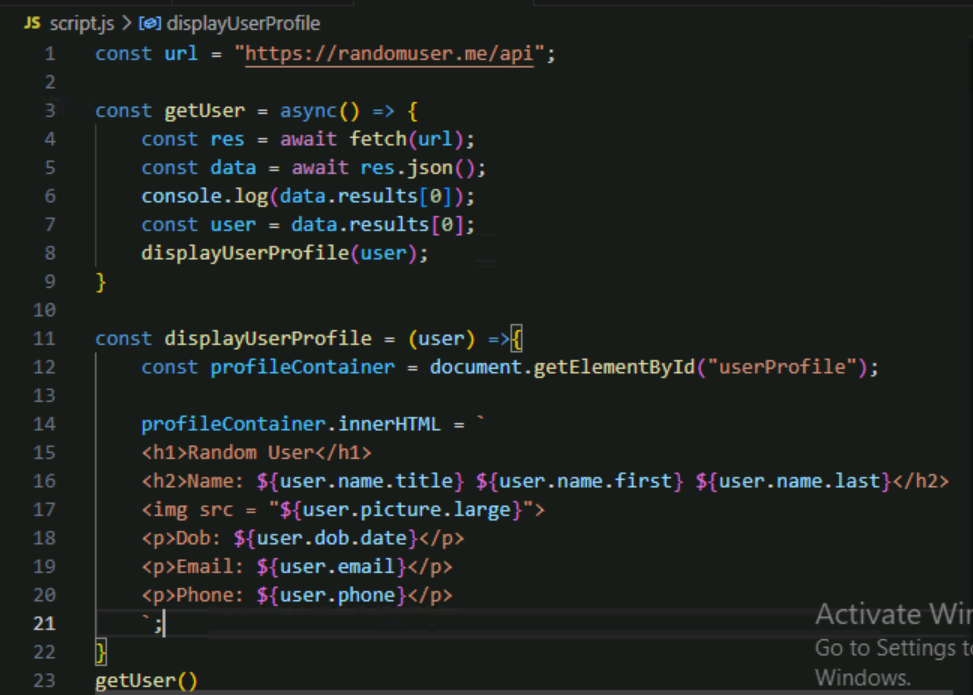 JS script.js > displayUserProfile
1 const url = "https://randomuser.me/api";
2
3 const getUser = async() => {
4     const res = await fetch(url);
5     const data = await res.json();
6     console.log(data.results[0]);
7     const user = data.results[0];
8     displayUserProfile(user);
9 }
10
11 const displayUserProfile = (user) =>{
12     const profileContainer = document.getElementById("userProfile");
13
14     profileContainer.innerHTML = `
15     <h1>Random User</h1>
16     <h2>Name: ${user.name.title} ${user.name.first} ${user.name.last}</h2>
17     <img src = "${user.picture.large}">
18     <p>Dob: ${user.dob.date}</p>
19     <p>Email: ${user.email}</p>
20     <p>Phone: ${user.phone}</p>
21     `;
22 }
23 getUser()
Activate Win
Go to Settings to
Windows.